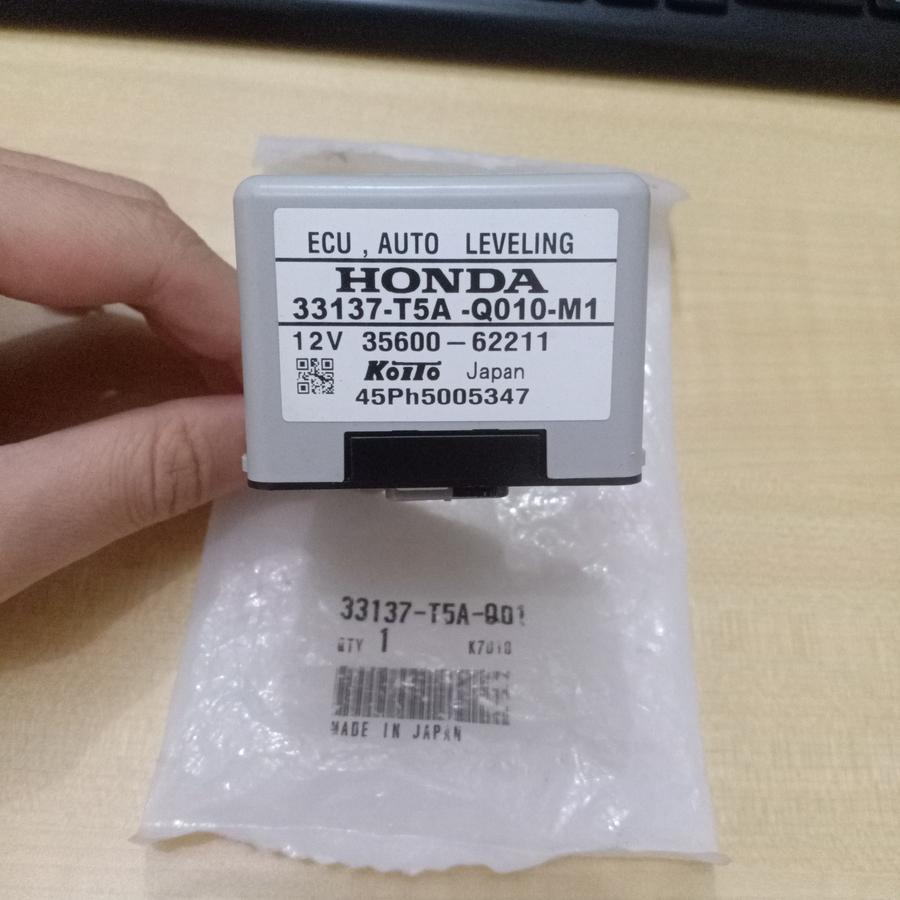 ECU , AUTO LEVELING
HONDA
33137-T5A -Q010-M1
12V 35600-62211
KOITO Japan
45Ph5005347
33137-T5A-Q01
QTY 1 K7010
MADE IN JAPAN